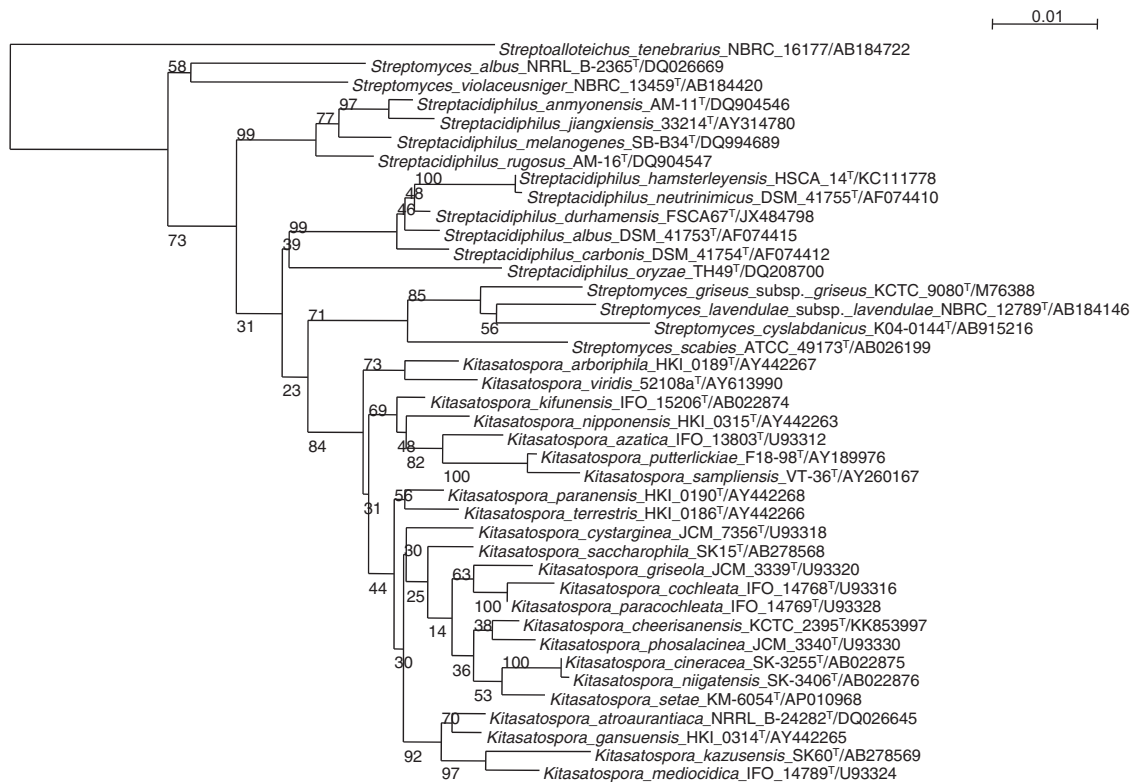 0.01
Streptoalloteichus_tenebrarius_NBRC_16177/AB184722
58
Streptomyces_albus_NRRL_B-2365ᵀ/DQ026669
Streptomyces_violaceusniger_NBRC_13459ᵀ/AB184420
97
Streptacidiphilus_anmyonensis_AM-11ᵀ/DQ904546
77
Streptacidiphilus_jiangxiensis_33214ᵀ/AY314780
99
Streptacidiphilus_melanogenes_SB-B34ᵀ/DQ994689
Streptacidiphilus_rugosus_AM-16ᵀ/DQ904547
100
Streptacidiphilus_hamsterleyensis_HSCA_14ᵀ/KC111778
48
Streptacidiphilus_neutrinimicus_DSM_41755ᵀ/AF074410
46
Streptacidiphilus_durhamensis_FSCA67ᵀ/JX484798
99
Streptacidiphilus_albus_DSM_41753ᵀ/AF074415
73
39
Streptacidiphilus_carbonis_DSM_41754ᵀ/AF074412
Streptacidiphilus_oryzae_TH49ᵀ/DQ208700
85
Streptomyces_griseus_subsp._griseus_KCTC_9080ᵀ/M76388
31
71
Streptomyces_lavendulae_subsp._lavendulae_NBRC_12789ᵀ/AB184146
56
Streptomyces_cyslabdanicus_K04-0144ᵀ/AB915216
Streptomyces_scabies_ATCC_49173ᵀ/AB026199
73
Kitasatospora_arboriphila_HKI_0189ᵀ/AY442267
23
Kitasatospora_viridis_52108aᵀ/AY613990
69
Kitasatospora_kifunensis_IFO_15206ᵀ/AB022874
Kitasatospora_nipponensis_HKI_0315ᵀ/AY442263
84
48
Kitasatospora_azatica_IFO_13803ᵀ/U93312
82
Kitasatospora_putterlickiae_F18-98ᵀ/AY189976
100
Kitasatospora_sampliensis_VT-36ᵀ/AY260167
56
Kitasatospora_paranensis_HKI_0190ᵀ/AY442268
31
Kitasatospora_terrestris_HKI_0186ᵀ/AY442266
Kitasatospora_cystarginea_JCM_7356ᵀ/U93318
30
Kitasatospora_saccharophila_SK15ᵀ/AB278568
63
Kitasatospora_griseola_JCM_3339ᵀ/U93320
44
25
Kitasatospora_cochleata_IFO_14768ᵀ/U93316
100
Kitasatospora_paracochleata_IFO_14769ᵀ/U93328
14
38
Kitasatospora_cheerisanensis_KCTC_2395ᵀ/KK853997
Kitasatospora_phosalacinea_JCM_3340ᵀ/U93330
30
36
100
Kitasatospora_cineracea_SK-3255ᵀ/AB022875
Kitasatospora_niigatensis_SK-3406ᵀ/AB022876
53
Kitasatospora_setae_KM-6054ᵀ/AP010968
70
Kitasatospora_atroaurantiaca_NRRL_B-24282ᵀ/DQ026645
Kitasatospora_gansuensis_HKI_0314ᵀ/AY442265
92
Kitasatospora_kazusensis_SK60ᵀ/AB278569
97
Kitasatospora_mediocidica_IFO_14789ᵀ/U93324